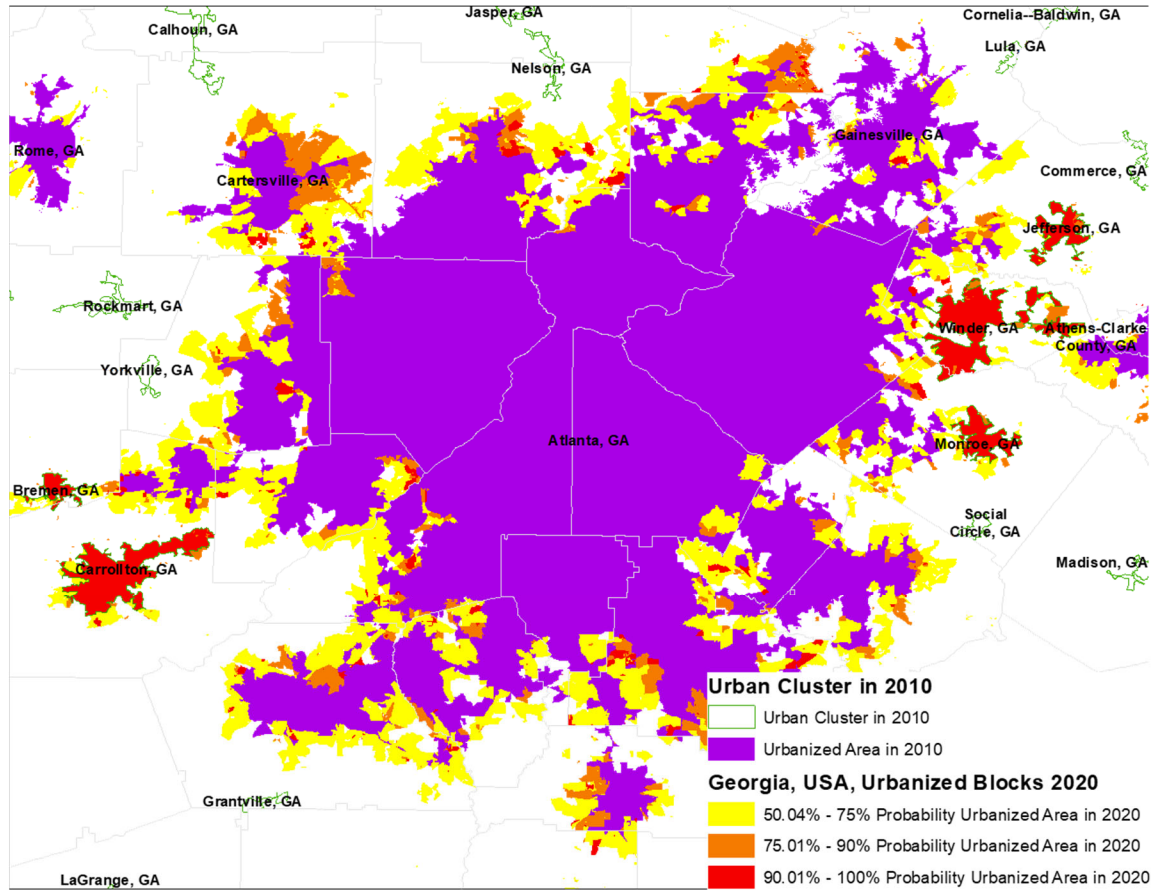 Jasper, GA
Cornelia--Baldwin, GA
Calhoun, GA
Lula, GA
Nelson, GA
Gainesville, GA
Rome, GA
Commerce, GA
Cartersville, GA
Jefferson, GA
Rockmart, GA
Winder, GA
Athens-Clarke
County, GA
Yorkville, GA
Atlanta, GA
Monroe, GA
Bremen, GA
Social
Circle, GA
Carrollton, GA
Madison, GA
Grantville, GA
LaGrange, GA
Urban Cluster in 2010
Urban Cluster in 2010
Urbanized Area in 2010
Georgia, USA, Urbanized Blocks 2020
50.04% - 75% Probability Urbanized Area in 2020
75.01% - 90% Probability Urbanized Area in 2020
90.01% - 100% Probability Urbanized Area in 2020